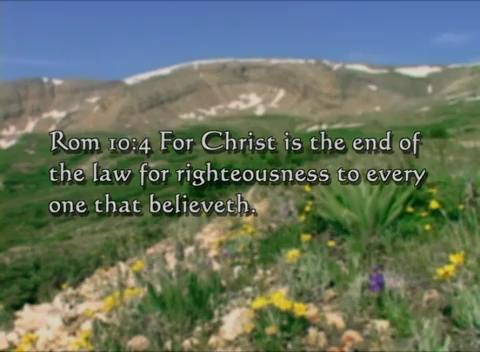 Rom 10:4 For Christ is the end of
the law for righteousness to every
one that believeth.